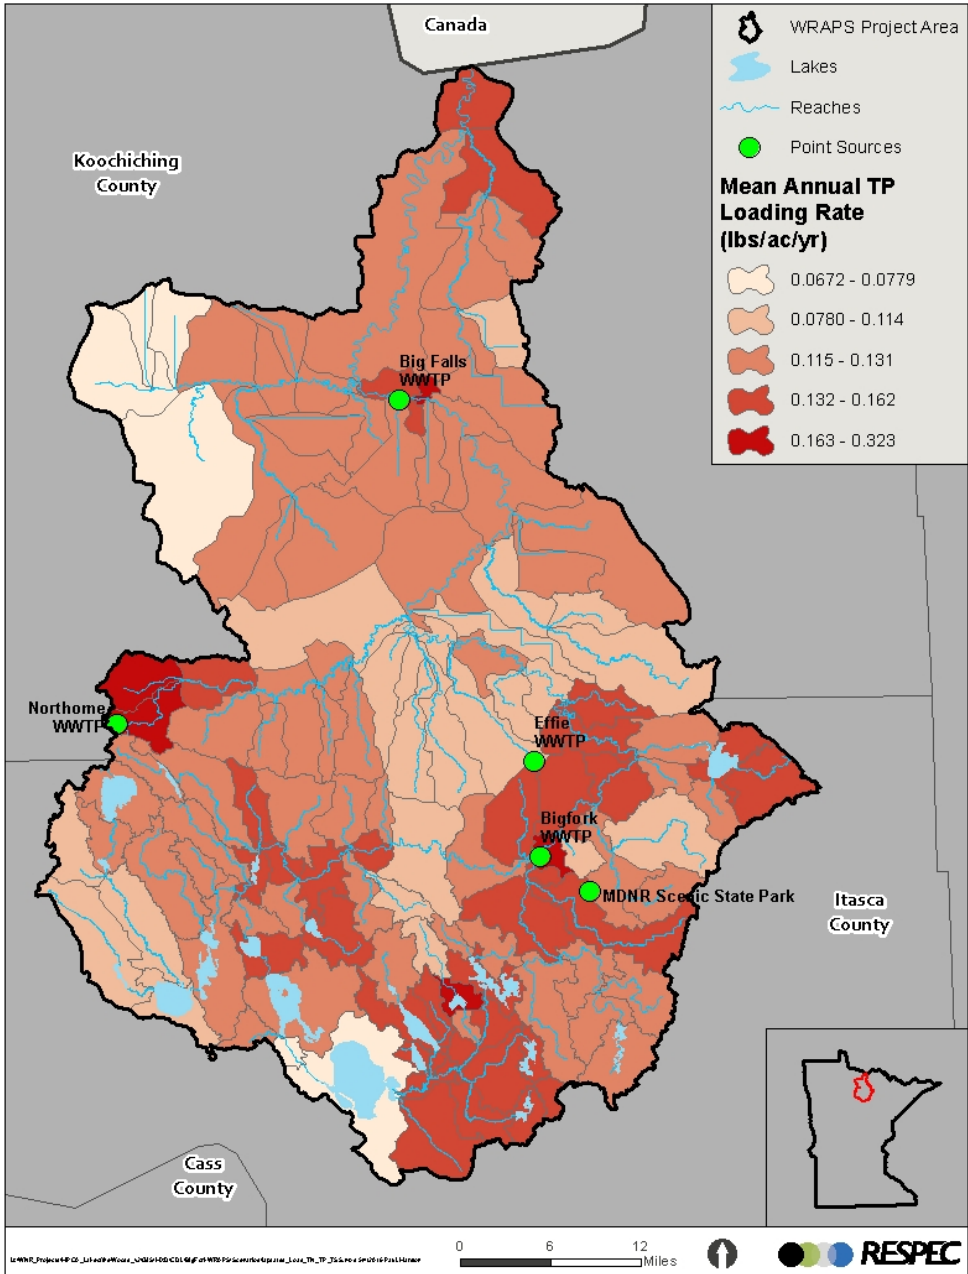 Canada
WRAPS Project Area
Lakes
Reaches
Point Sources
Mean Annual TP
Loading Rate
(lbs/ac/yr)
0.0672 - 0.0779
0.0780 - 0.114
0.115 - 0.131
0.132 - 0.162
0.163 - 0.323
Koochiching
County
Big Falls
WWTP
Northome
WWTP
Effie
WWTP
Bigfork
WWTP
MDNR Scenic State Park
Itasca
County
Cass
County
0 6 12
Miles
RESPEC